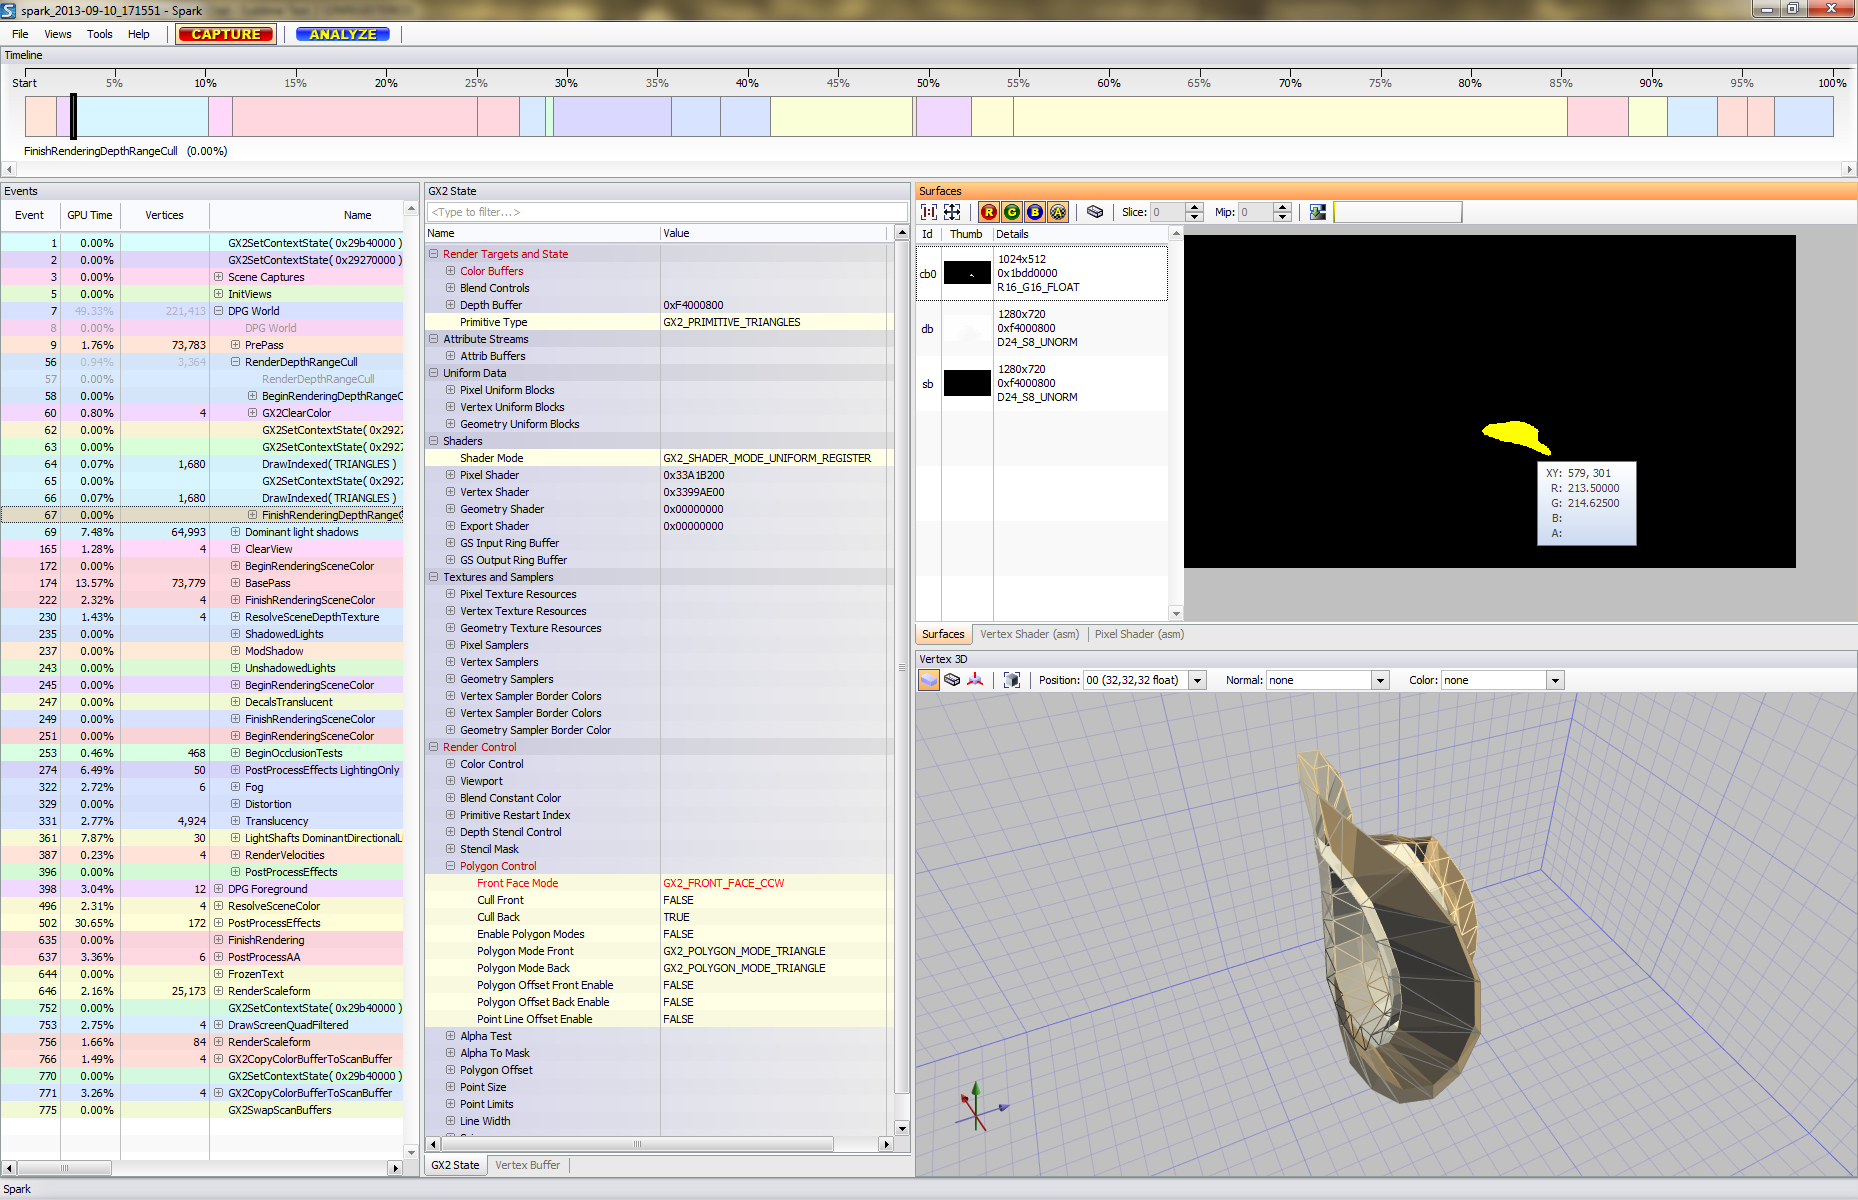 spark_2013-09-10_171551 - Spark
File Views Tools Help CAPTURE ANALYZE
Timeline
Start 5% 10% 15% 20% 25% 30% 35% 40% 45% 50% 55% 60% 65% 70% 75% 80% 85% 90% 95% 100%
FinishRenderingDepthRangeCull (0.00%)
Events
Event GPU Time Vertices Name
1 0.00% GX2SetContextState( 0x29b40000 )
2 0.00% GX2SetContextState( 0x29270000 )
3 0.00% Scene Captures
5 0.00% InitViews
7 49.33% 221,413 DPG World
8 0.00% DPG World
9 1.76% 73,783 PrePass
56 0.94% 3,364 RenderDepthRangeCull
57 0.00% RenderDepthRangeCull
58 0.00% BeginRenderingDepthRangeC
60 0.80% 4 GX2ClearColor
62 0.00% GX2SetContextState( 0x2927
63 0.00% GX2SetContextState( 0x2927
64 0.07% 1,680 DrawIndexed( TRIANGLES )
65 0.00% GX2SetContextState( 0x2927
66 0.07% 1,680 DrawIndexed( TRIANGLES )
67 0.00% FinishRenderingDepthRangeC
69 7.48% 64,993 Dominant light shadows
165 1.28% 4 ClearView
172 0.00% BeginRenderingSceneColor
174 13.57% 73,779 BasePass
222 2.32% 4 FinishRenderingSceneColor
230 1.43% 4 ResolveSceneDepthTexture
235 0.00% ShadowedLights
237 0.00% ModShadow
243 0.00% UnshadowedLights
245 0.00% BeginRenderingSceneColor
247 0.00% DecalsTranslucent
249 0.00% FinishRenderingSceneColor
251 0.00% BeginRenderingSceneColor
253 0.46% 468 BeginOcclusionTests
274 6.49% 50 PostProcessEffects LightingOnly
322 2.72% 6 Fog
329 0.00% Distortion
331 2.77% 4,924 Translucency
361 7.87% 30 LightShafts DominantDirectionalL
387 0.23% 4 RenderVelocities
396 0.00% PostProcessEffects
398 3.04% 12 DPG Foreground
496 2.31% 4 ResolveSceneColor
502 30.65% 172 PostProcessEffects
635 0.00% FinishRendering
637 3.36% 6 PostProcessAA
644 0.00% FrozenText
646 2.16% 25,173 RenderScaleform
752 0.00% GX2SetContextState( 0x29b40000 )
753 2.75% 4 DrawScreenQuadFiltered
756 1.66% 84 RenderScaleform
766 1.49% 4 GX2CopyColorBufferToScanBuffer
770 0.00% GX2SetContextState( 0x29b40000 )
771 3.26% 4 GX2CopyColorBufferToScanBuffer
775 0.00% GX2SwapScanBuffers
GX2 State
<Type to filter...>
Name Value
Render Targets and State
Color Buffers
Blend Controls
Depth Buffer 0xF4000800
Primitive Type GX2_PRIMITIVE_TRIANGLES
Attribute Streams
Attrib Buffers
Uniform Data
Pixel Uniform Blocks
Vertex Uniform Blocks
Geometry Uniform Blocks
Shaders
Shader Mode GX2_SHADER_MODE_UNIFORM_REGISTER
Pixel Shader 0x33A1B200
Vertex Shader 0x3399AE00
Geometry Shader 0x00000000
Export Shader 0x00000000
GS Input Ring Buffer
GS Output Ring Buffer
Textures and Samplers
Pixel Texture Resources
Vertex Texture Resources
Geometry Texture Resources
Pixel Samplers
Vertex Samplers
Geometry Samplers
Vertex Sampler Border Colors
Vertex Sampler Border Colors
Geometry Sampler Border Color
Render Control
Color Control
Viewport
Blend Constant Color
Primitive Restart Index
Depth Stencil Control
Stencil Mask
Polygon Control
Front Face Mode GX2_FRONT_FACE_CCW
Cull Front FALSE
Cull Back TRUE
Enable Polygon Modes FALSE
Polygon Mode Front GX2_POLYGON_MODE_TRIANGLE
Polygon Mode Back GX2_POLYGON_MODE_TRIANGLE
Polygon Offset Front Enable FALSE
Polygon Offset Back Enable FALSE
Point Line Offset Enable FALSE
Alpha Test
Alpha To Mask
Polygon Offset
Point Size
Point Limits
Line Width
GX2 State Vertex Buffer
Surfaces
R G B A Slice: 0 Mip: 0
Id Thumb Details
cb0 1024x512
0x1bdd0000
R16_G16_FLOAT
db 1280x720
0xf4000800
D24_S8_UNORM
sb 1280x720
0xf4000800
D24_S8_UNORM
XY: 579, 301
R: 213.50000
G: 214.62500
B:
A:
Surfaces Vertex Shader (asm) Pixel Shader (asm)
Vertex 3D
Position: 00 (32,32,32 float) Normal: none Color: none
Spark